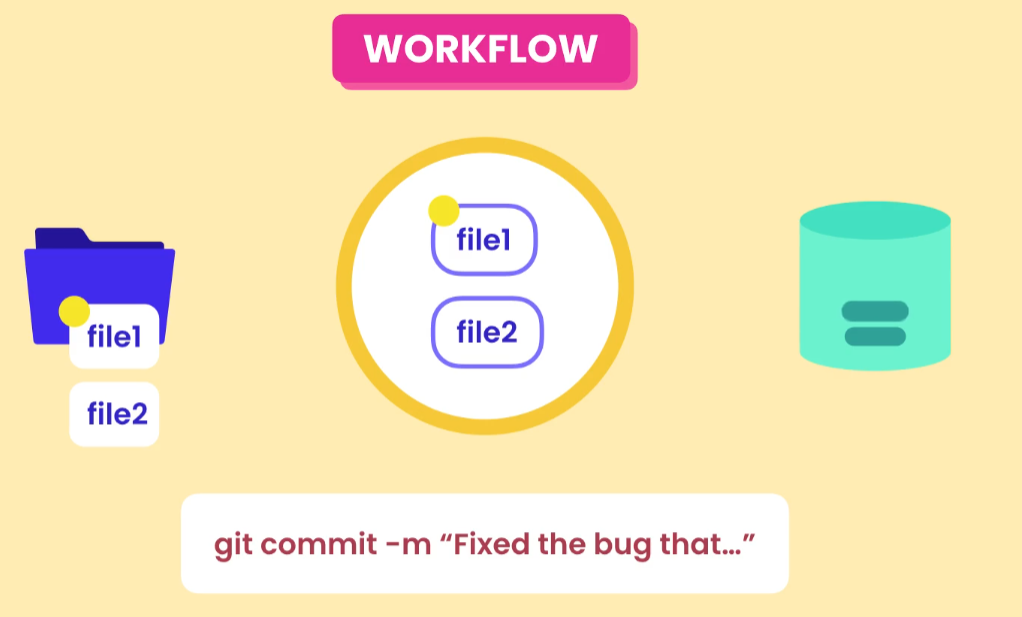 WORKFLOW
file1
file2
file1
file2
git commit -m “Fixed the bug that...”